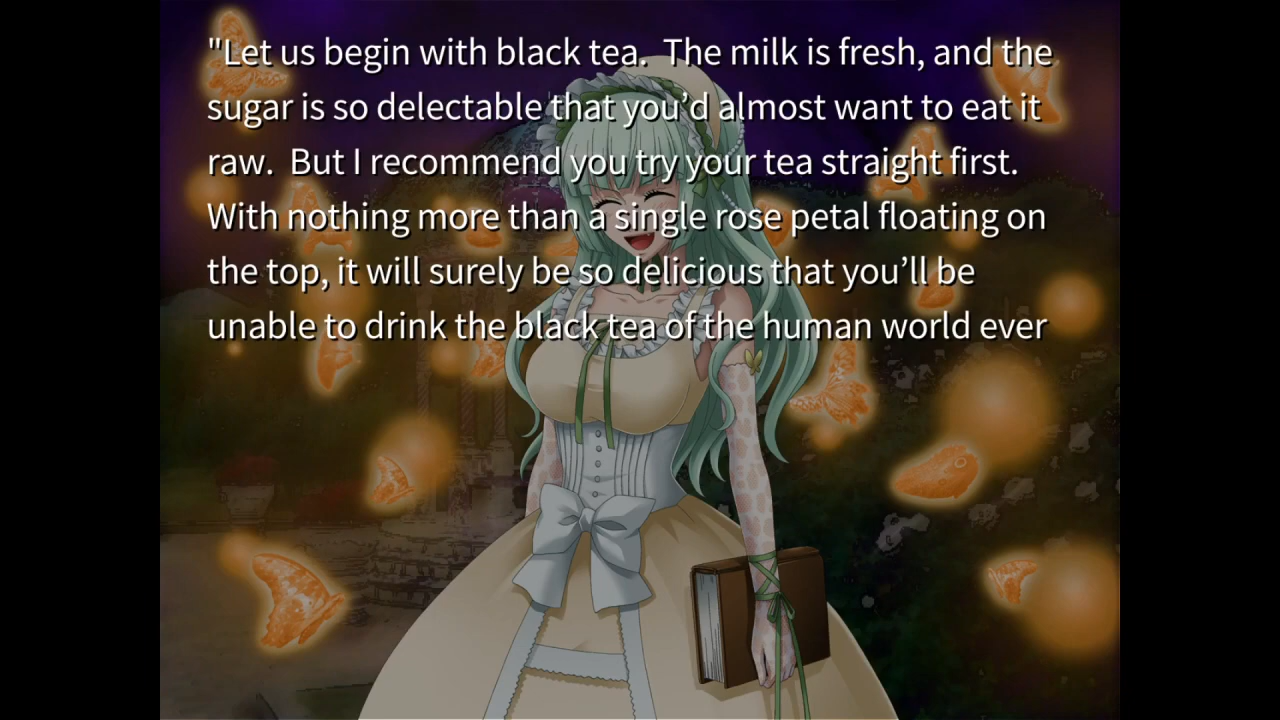 "Let us begin with black tea.  The milk is fresh, and the
sugar is so delectable that you’d almost want to eat it
raw.  But I recommend you try your tea straight first.
With nothing more than a single rose petal floating on
the top, it will surely be so delicious that you’ll be
unable to drink the black tea of the human world ever